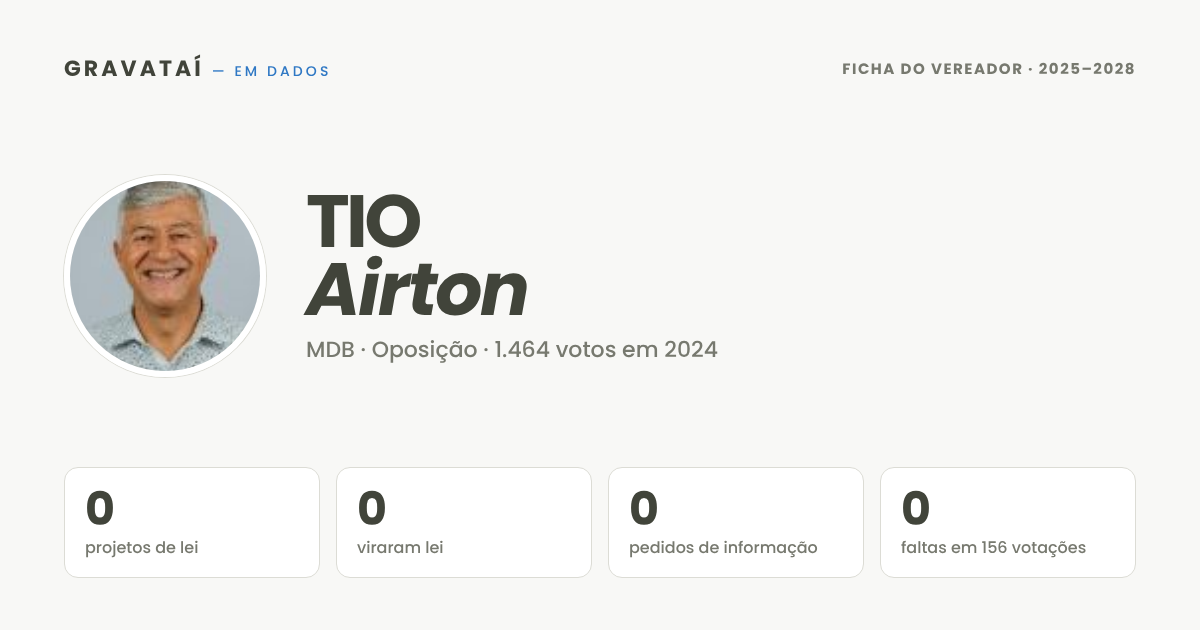 GRAVATAÍ — EM DADOS
FICHA DO VEREADOR · 2025–2028
TIO
Airton
MDB · Oposição · 1.464 votos em 2024
0
projetos de lei
0
viraram lei
0
pedidos de informação
0
faltas em 156 votações